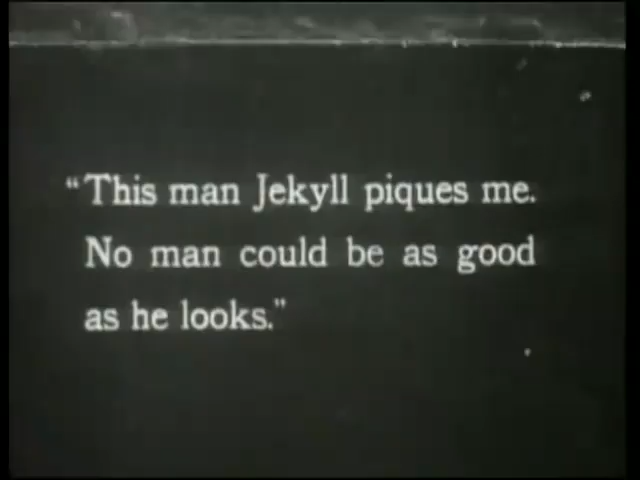 “This man Jekyll piques me.
No man could be as good
as he looks.”